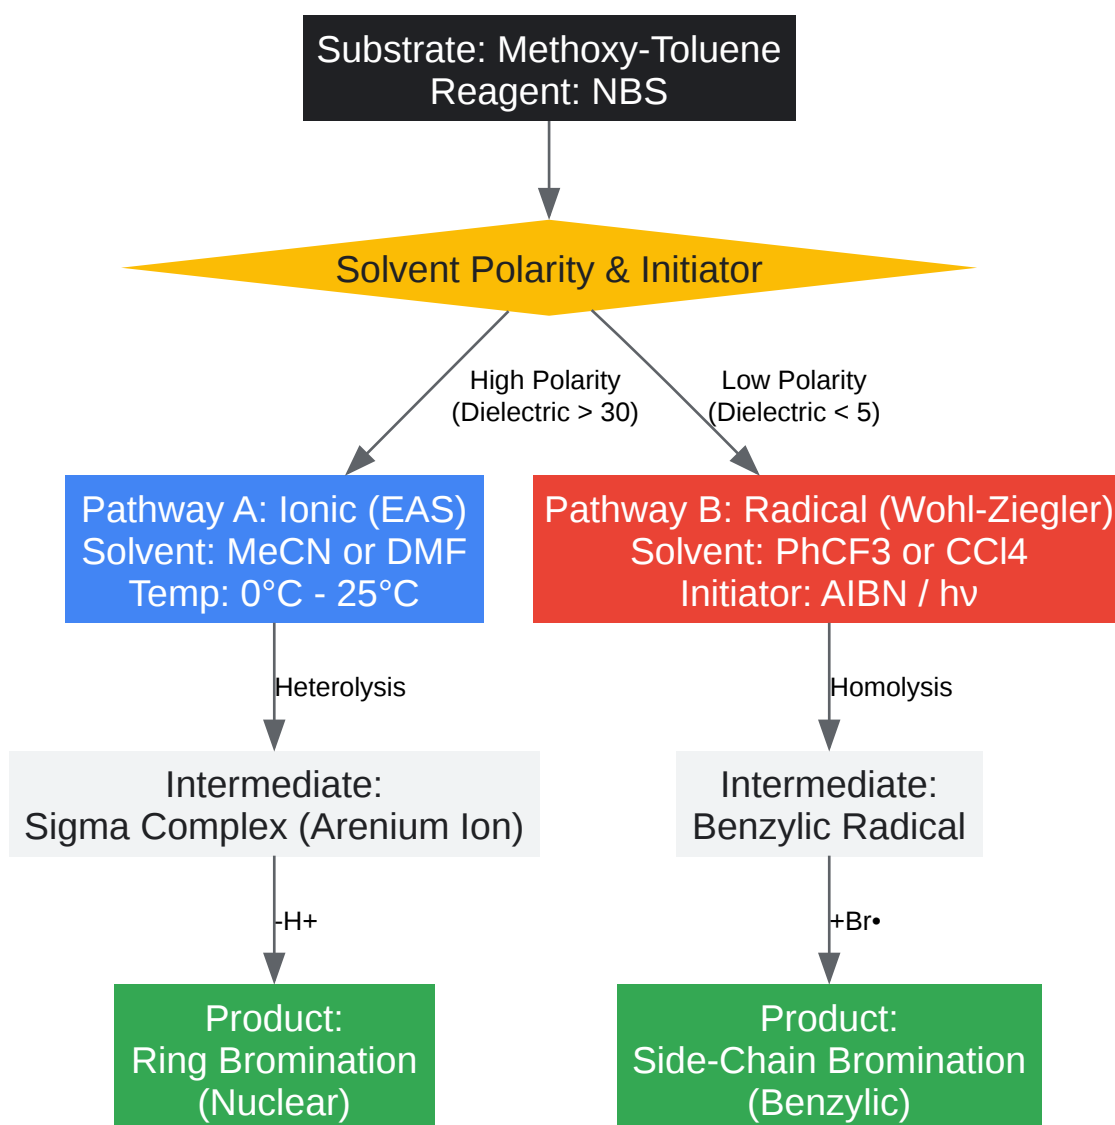 Substrate: Methoxy-Toluene
Reagent: NBS
Solvent Polarity & Initiator
High Polarity
(Dielectric > 30)
Low Polarity
(Dielectric < 5)
Pathway A: Ionic (EAS)
Solvent: MeCN or DMF
Temp: 0°C - 25°C
Pathway B: Radical (Wohl-Ziegler)
Solvent: PhCF3 or CCl4
Initiator: AIBN / hν
Heterolysis
Homolysis
Intermediate:
Sigma Complex (Arenium Ion)
Intermediate:
Benzylic Radical
-H+
+Br•
Product:
Ring Bromination
(Nuclear)
Product:
Side-Chain Bromination
(Benzylic)